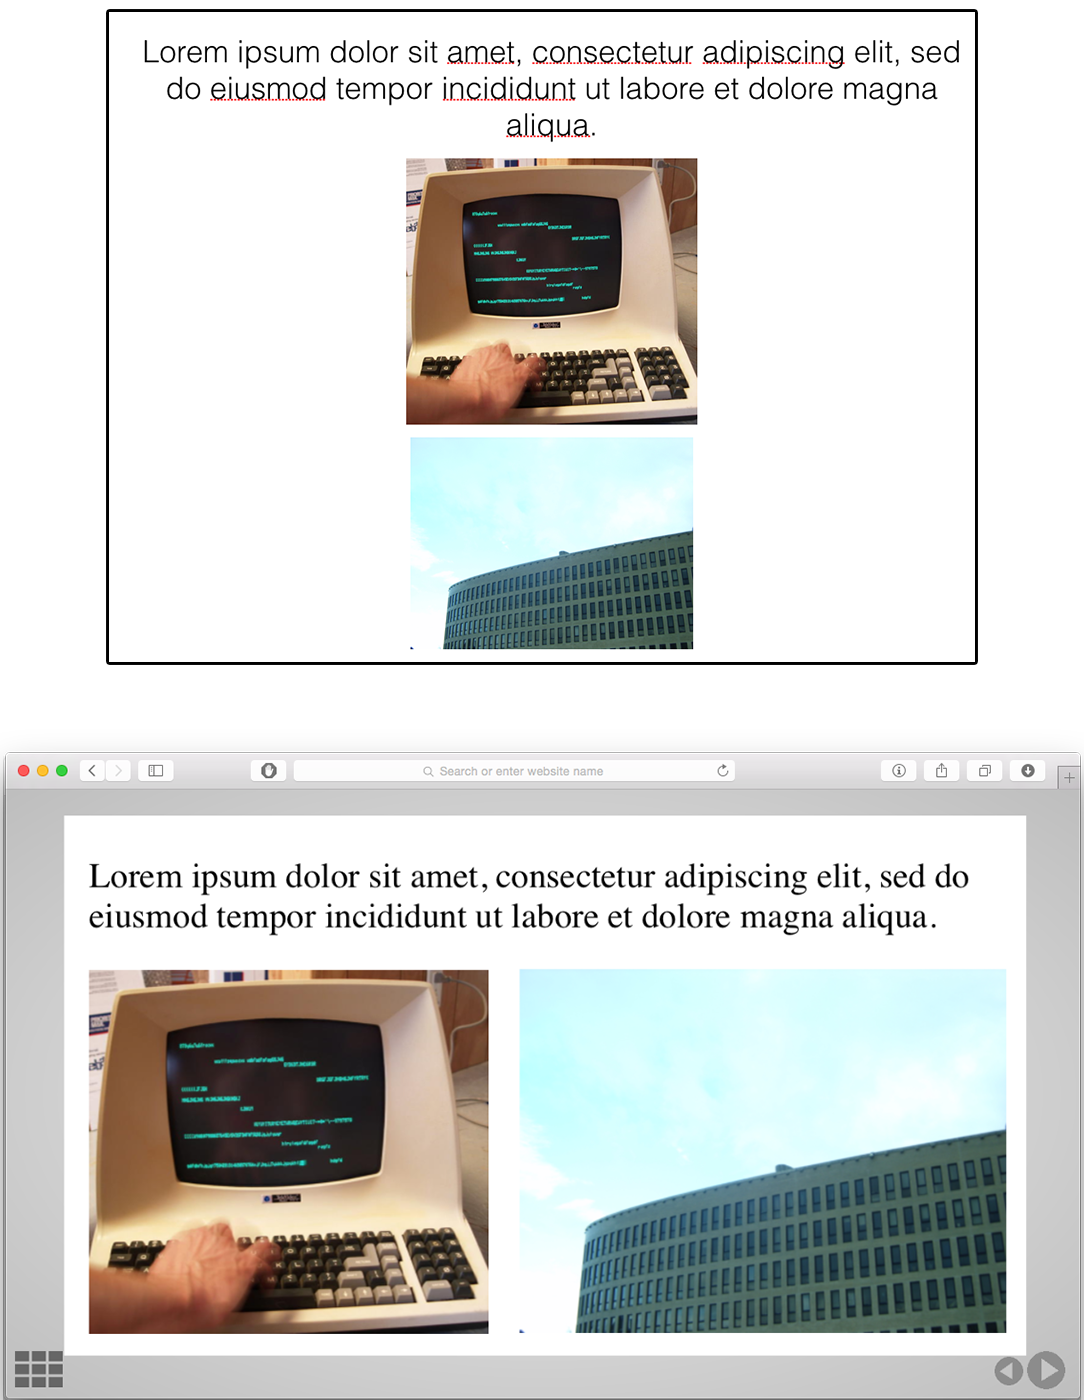 Lorem ipsum dolor sit amet, consectetur adipiscing elit, sed
do eiusmod tempor incididunt ut labore et dolore magna
aliqua.
Search or enter website name
Lorem ipsum dolor sit amet, consectetur adipiscing elit, sed do
eiusmod tempor incididunt ut labore et dolore magna aliqua.